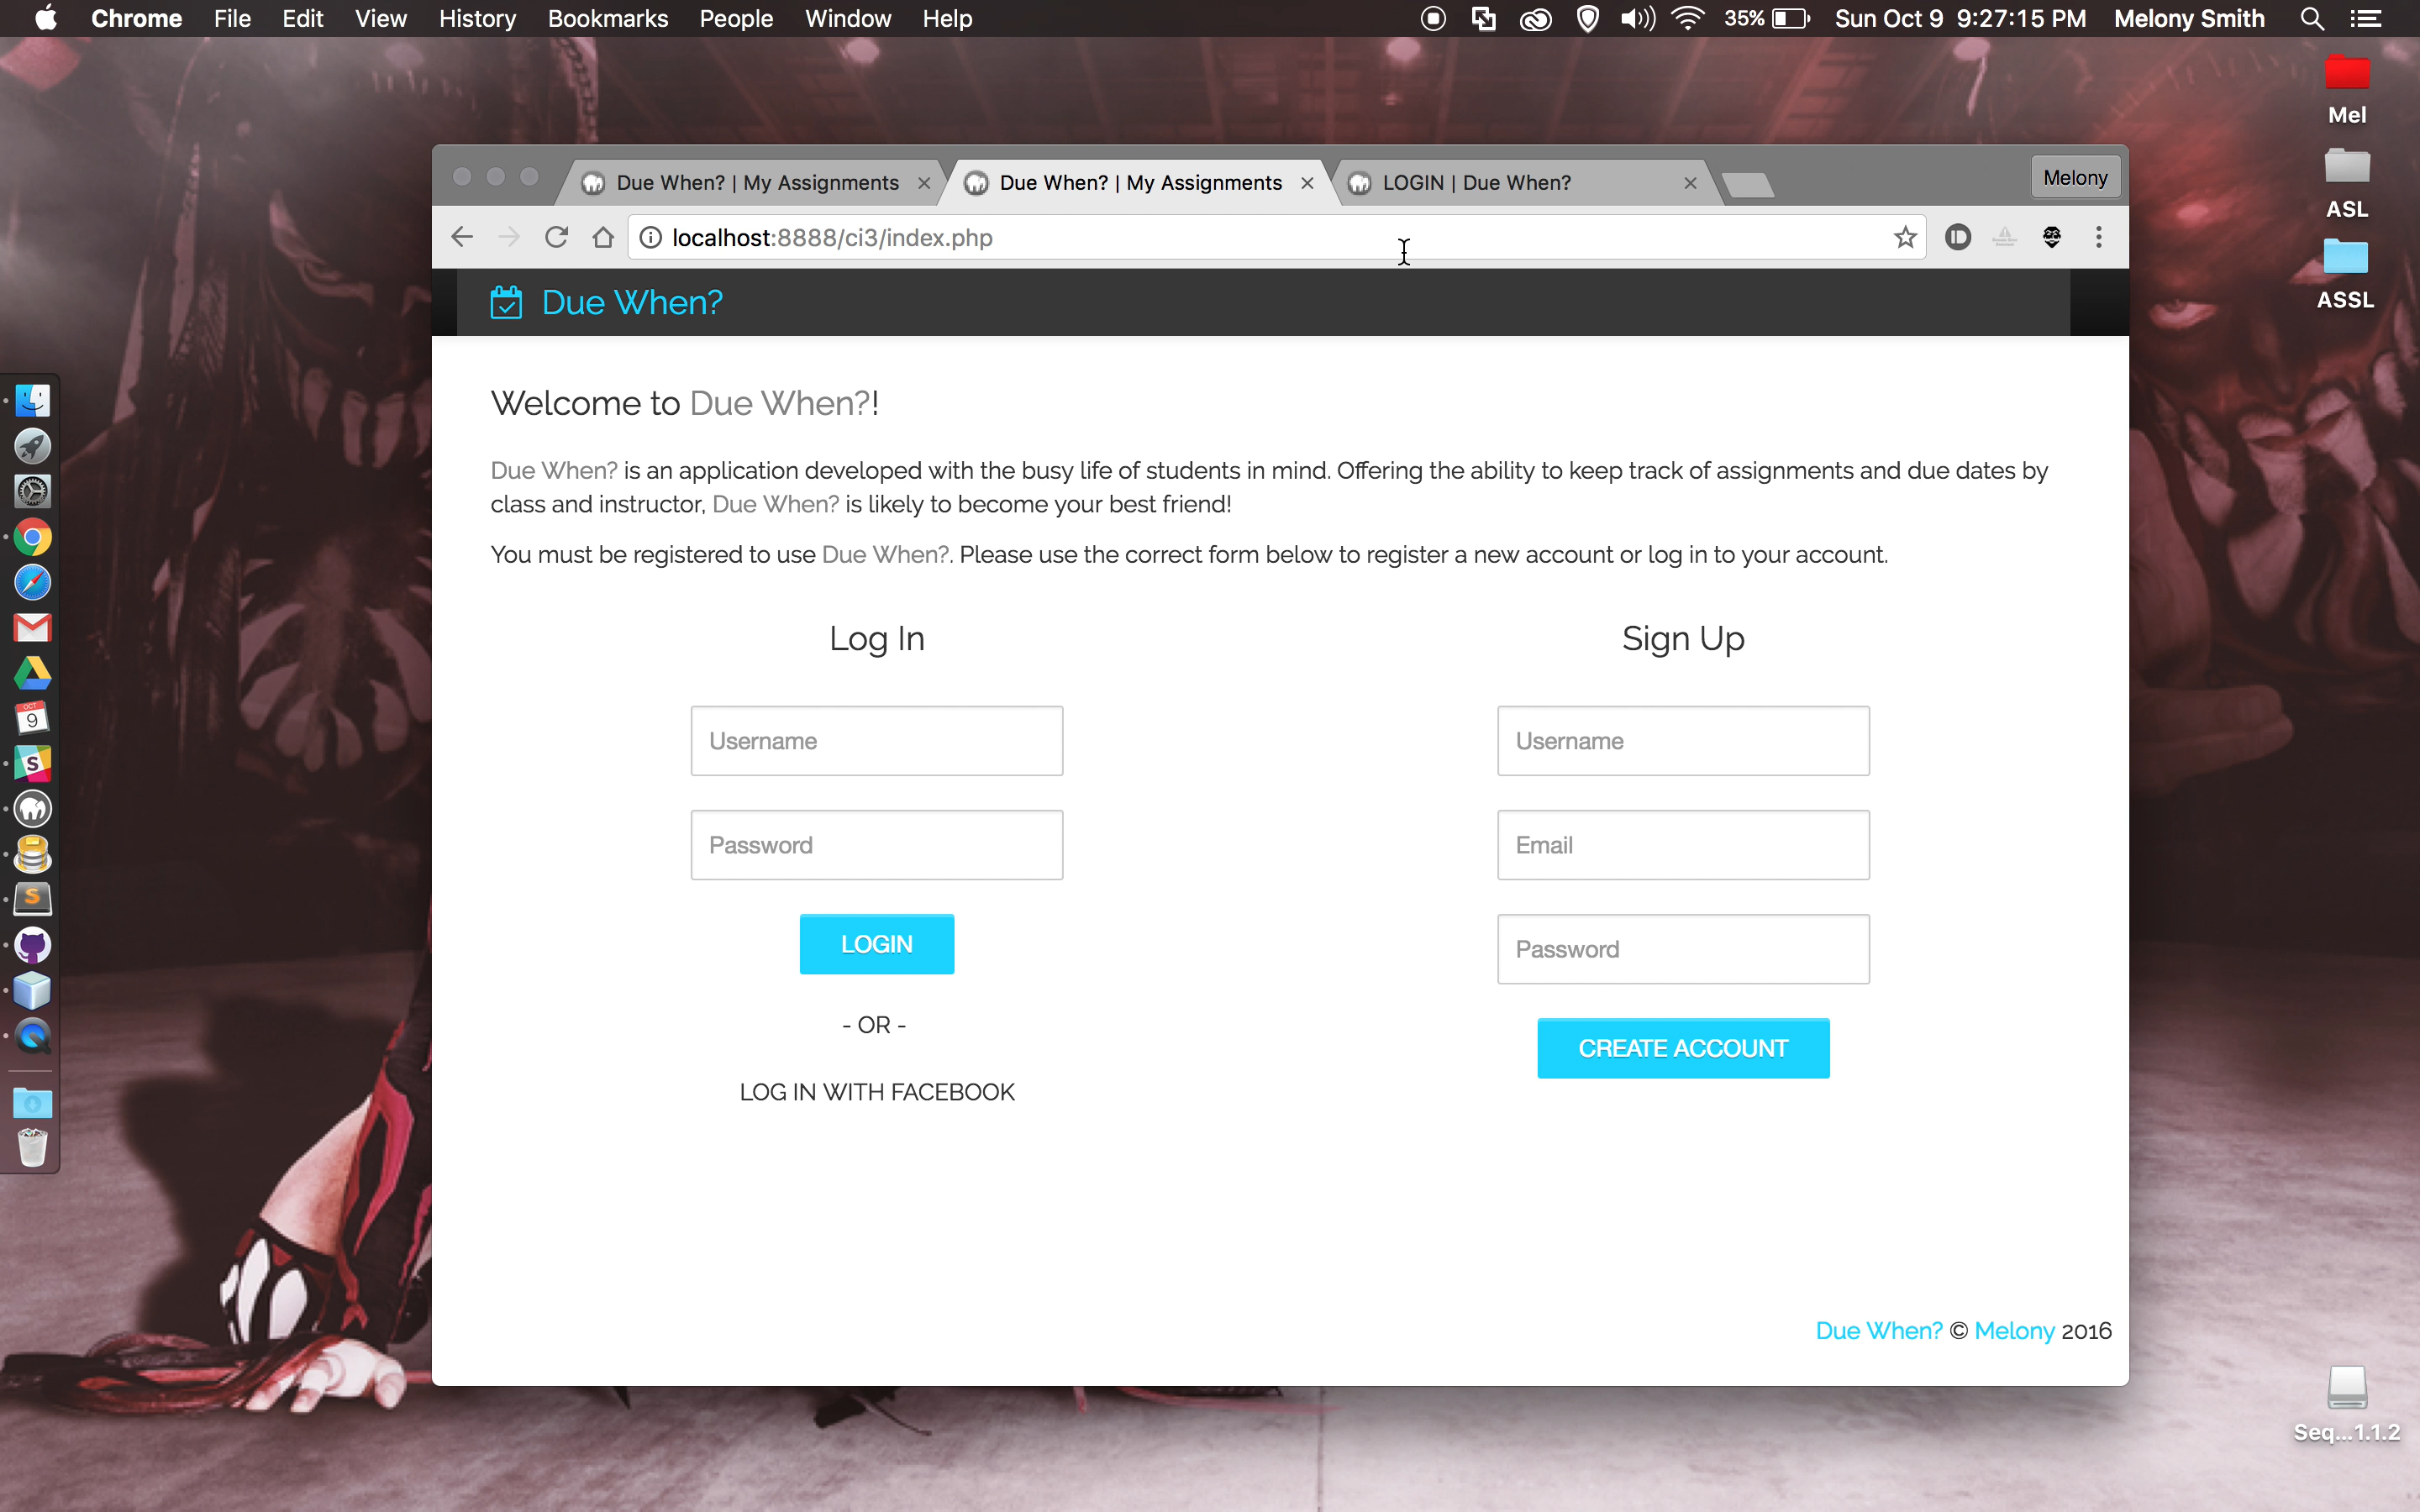 Chrome File Edit View History Bookmarks People Window Help 35% Sun Oct 9 9:27:15 PM Melony Smith
Mel
ASL
ASSL
Due When? | My Assignments
Due When? | My Assignments
LOGIN | Due When?
Melony
localhost:8888/ci3/index.php
Due When?
Welcome to Due When?!
Due When? is an application developed with the busy life of students in mind. Offering the ability to keep track of assignments and due dates by
class and instructor, Due When? is likely to become your best friend!
You must be registered to use Due When?. Please use the correct form below to register a new account or log in to your account.
Log In
Username
Password
LOGIN
- OR -
LOG IN WITH FACEBOOK
Sign Up
Username
Email
Password
CREATE ACCOUNT
Due When? © Melony 2016
OCT
9
S
S
Seq...1.1.2